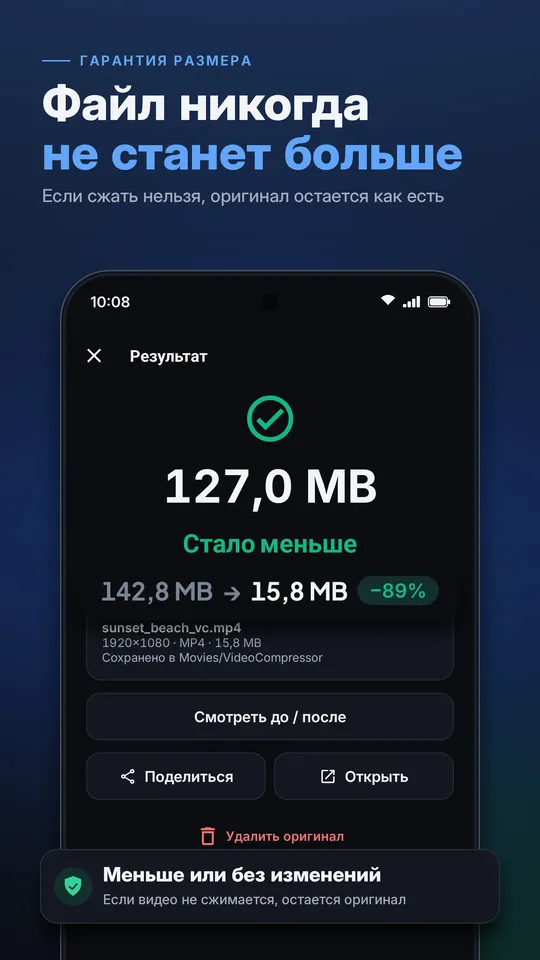 ГАРАНТИЯ РАЗМЕРА
Файл никогда
не станет больше
Если сжать нельзя, оригинал остается как есть
10:08
Результат
127,0 MB
Стало меньше
142,8 MB → 15,8 MB −89%
sunset_beach_vc.mp4
1920×1080 · MP4 · 15,8 MB
Сохранено в Movies/VideoCompressor
Смотреть до / после
Поделиться
Открыть
Удалить оригинал
Меньше или без изменений
Если видео не сжимается, остается оригинал